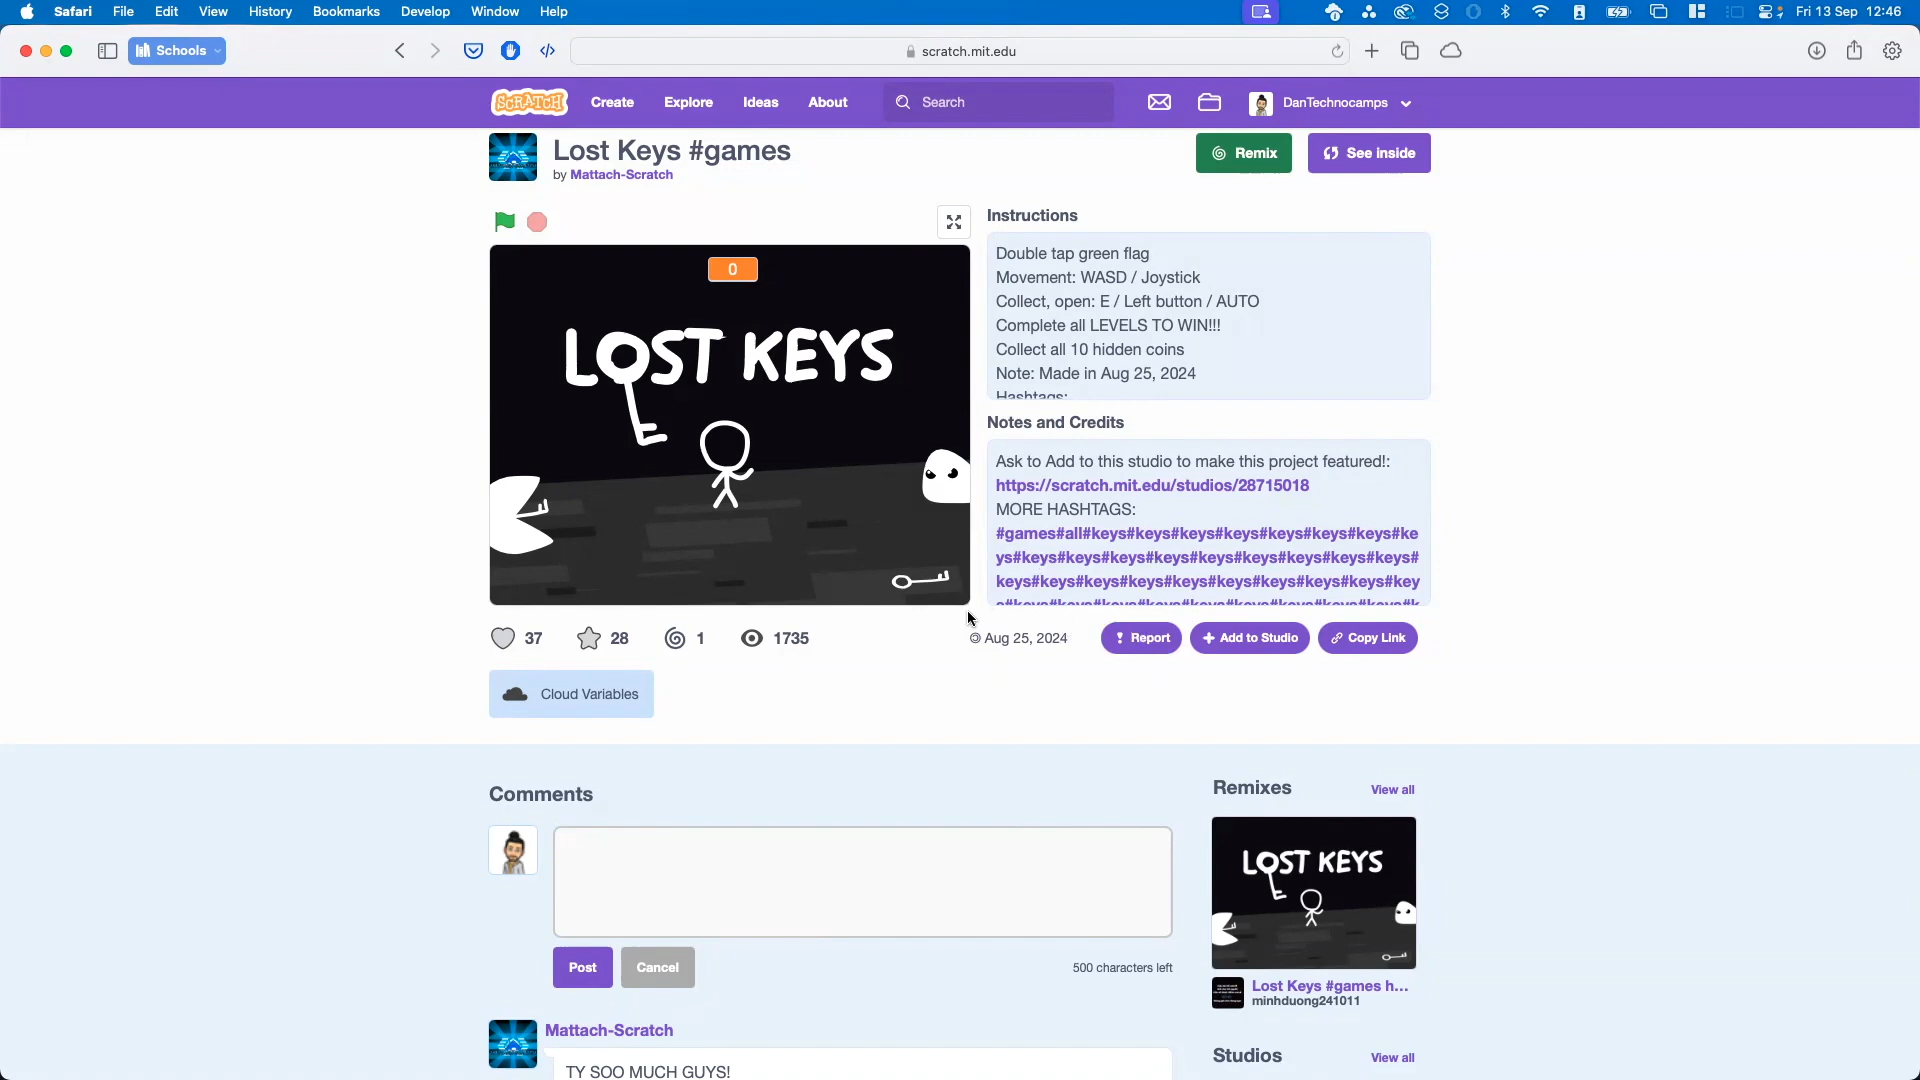 Safari File Edit View History Bookmarks Develop Window Help Fri 13 Sep 12:46
Schools scratch.mit.edu
SCRATCH Create Explore Ideas About Search DanTechnocamps
Lost Keys #games
by Mattach-Scratch
Remix See inside
0
LOST KEYS
Instructions
Double tap green flag
Movement: WASD / Joystick
Collect, open: E / Left button / AUTO
Complete all LEVELS TO WIN!!!
Collect all 10 hidden coins
Note: Made in Aug 25, 2024
Hashtags:
Notes and Credits
Ask to Add to this studio to make this project featured!:
https://scratch.mit.edu/studios/28715018
MORE HASHTAGS:
#games#all#keys#keys#keys#keys#keys#keys#keys#ke
ys#keys#keys#keys#keys#keys#keys#keys#keys#keys#
keys#keys#keys#keys#keys#keys#keys#keys#keys#key
37 28 1 1735
© Aug 25, 2024 Report Add to Studio Copy Link
Cloud Variables
Comments
Post Cancel 500 characters left
Mattach-Scratch
TY SOO MUCH GUYS!
Remixes View all
LOST KEYS
Lost Keys #games h...
minhduong241011
Studios View all